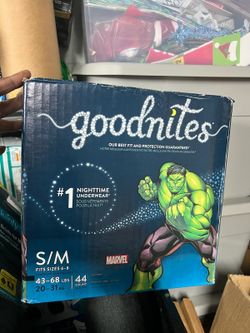 goodnites
OUR BEST FIT AND PROTECTION GUARANTEED*
#1 NIGHTTIME
UNDERWEAR*
S/M
FITS SIZES 4-8
MARVEL
43-68 LBS
44
20-31 KG